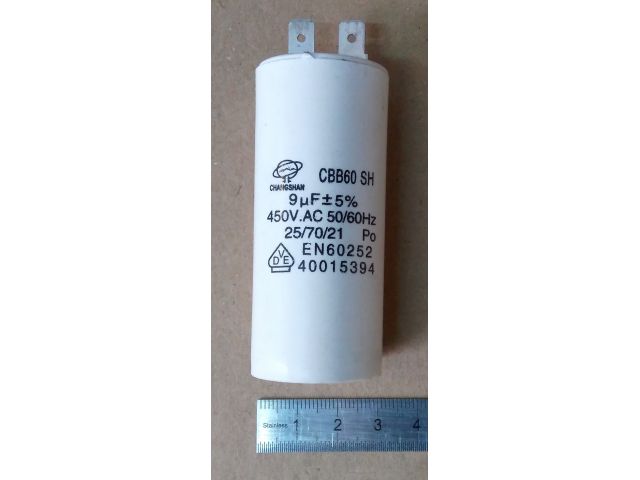 CBB60 SH
CHANGSHAN
9µF±5%
450V.AC 50/60Hz
25/70/21 Po
EN60252
VDE
40015394
Stainless 1 2 3 4